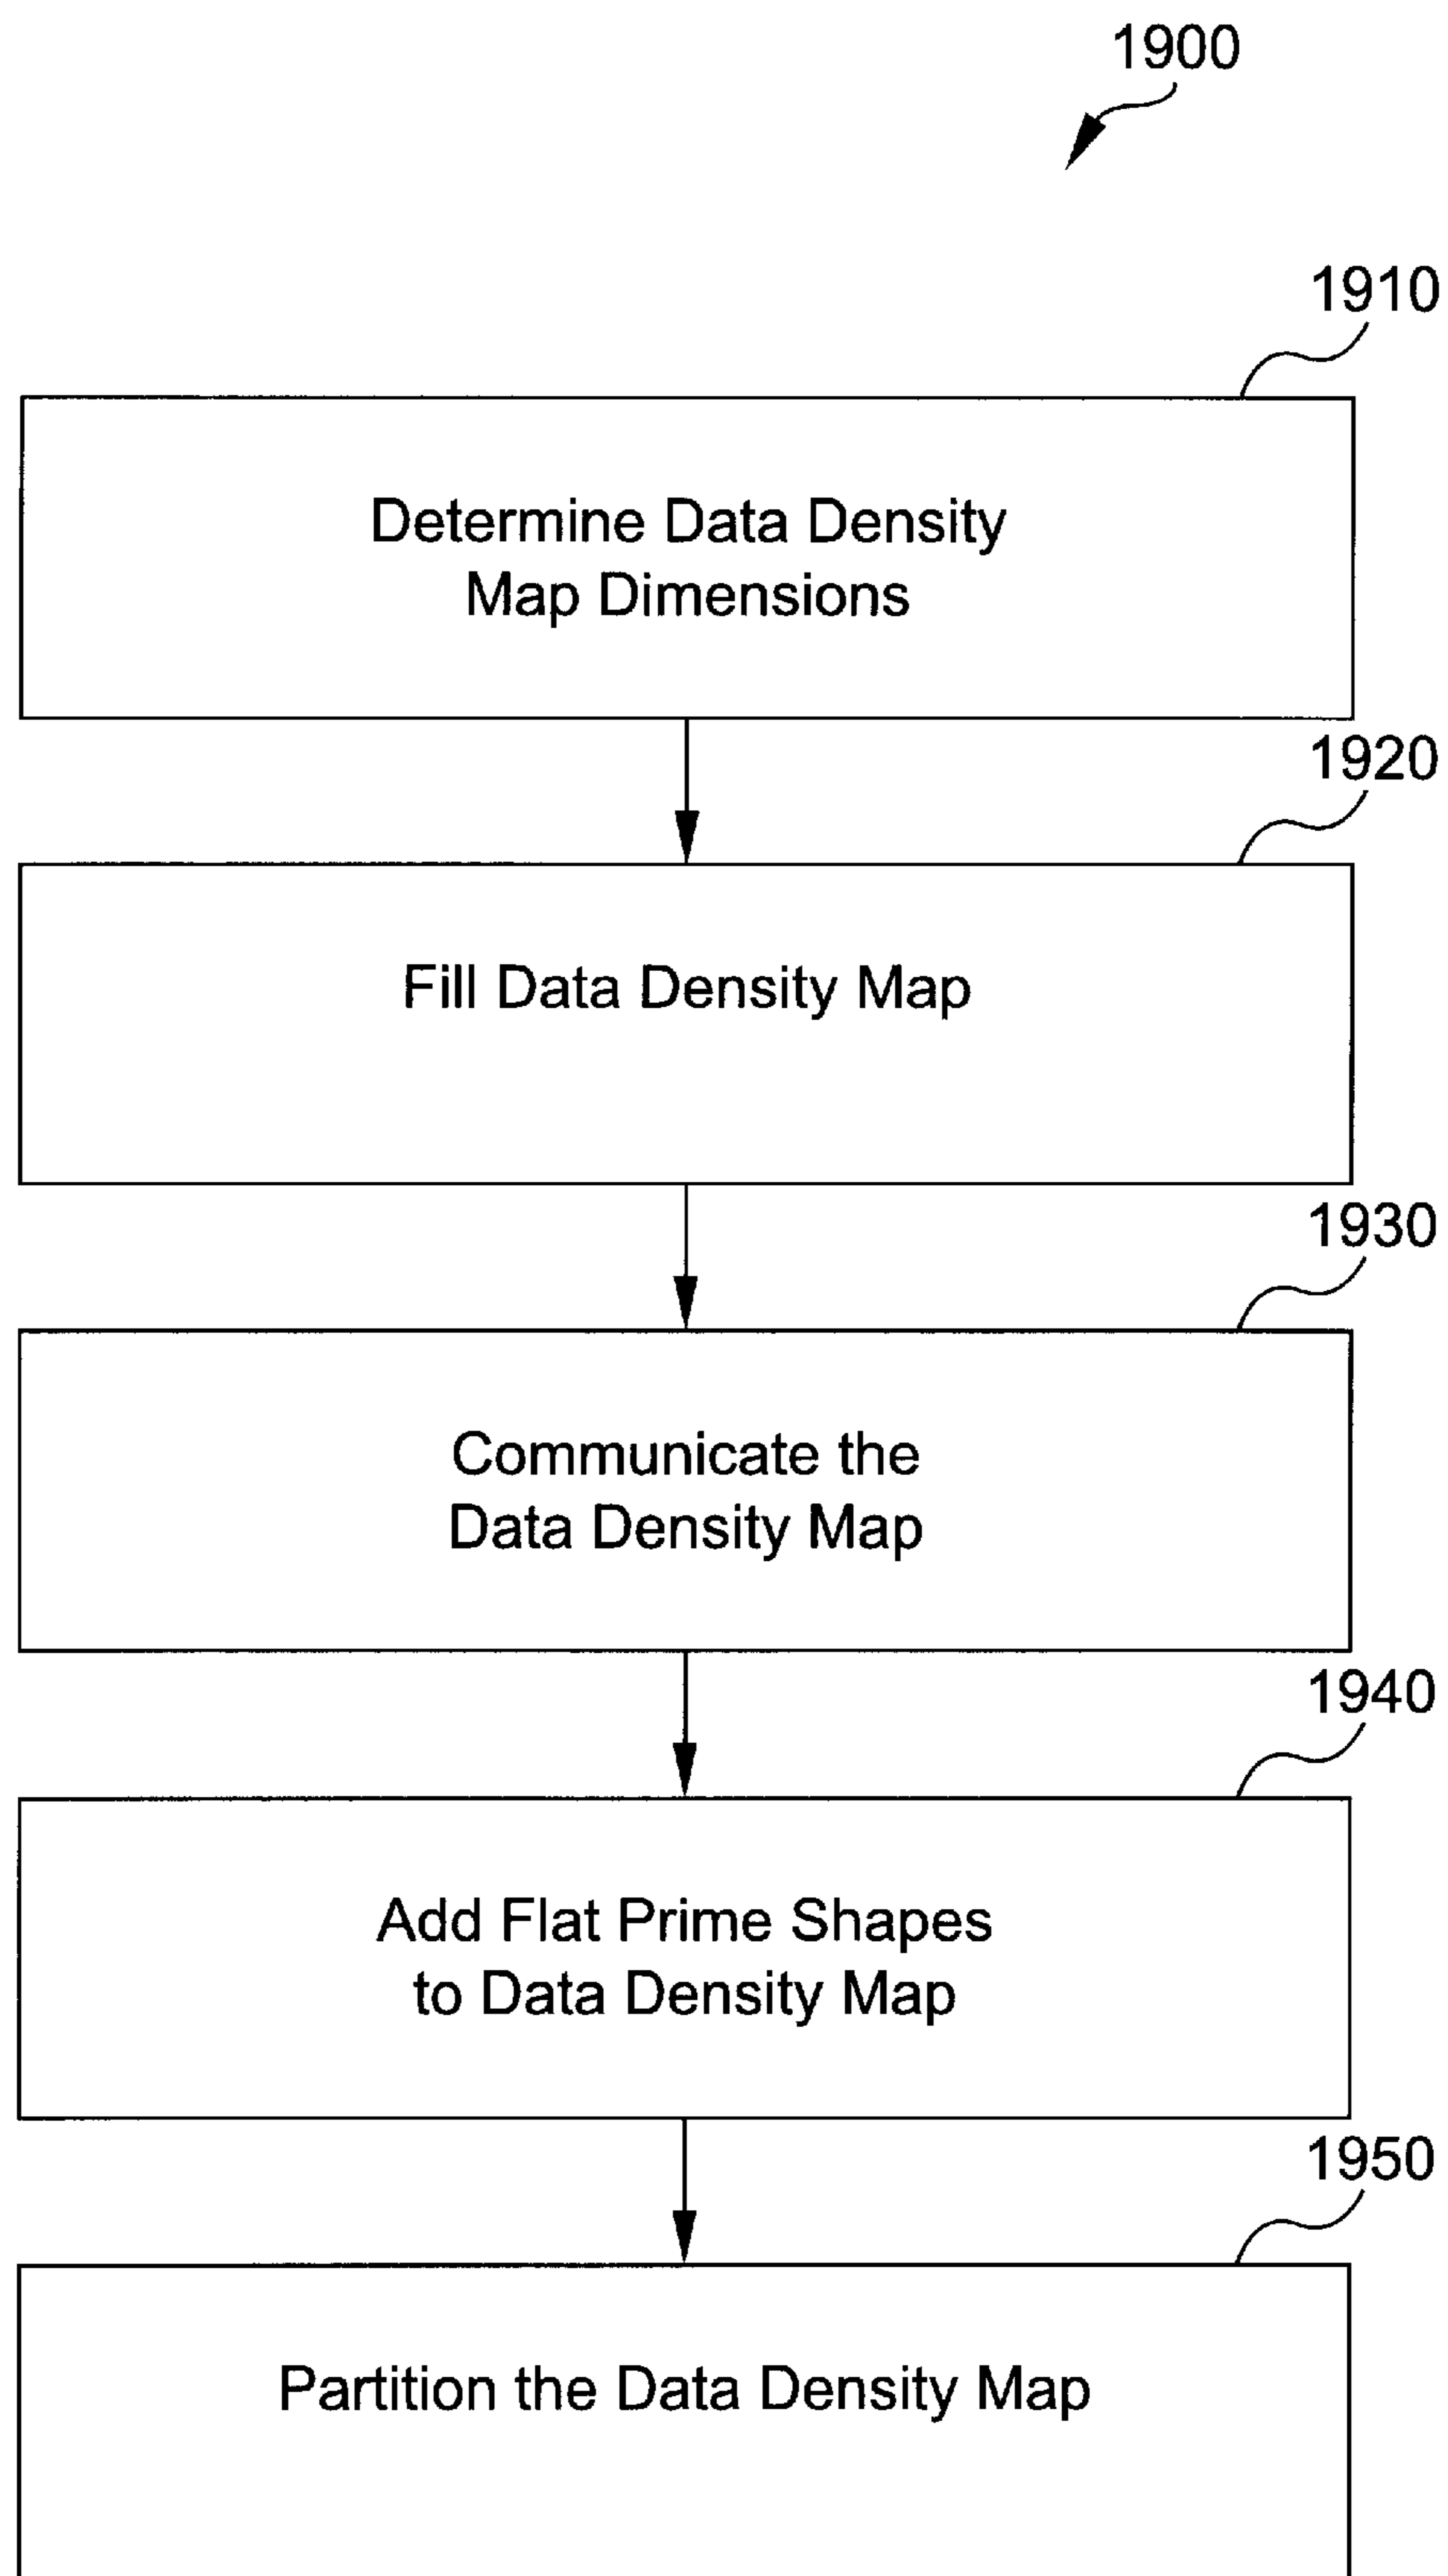 1900
1910
Determine Data Density
Map Dimensions
1920
Fill Data Density Map
1930
Communicate the
Data Density Map
1940
Add Flat Prime Shapes
to Data Density Map
1950
Partition the Data Density Map